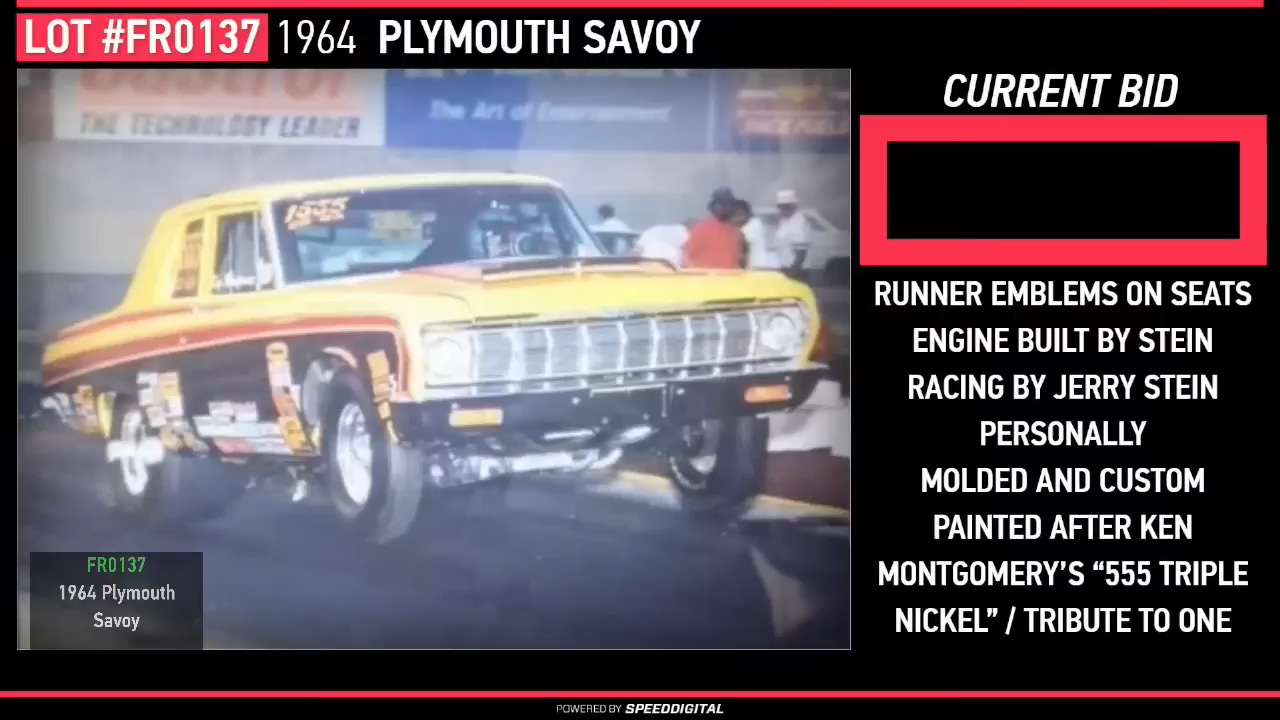 LOT #FR0137 1964 PLYMOUTH SAVOY
CURRENT BID
THE TECHNOLOGY LEADER
The Art of Entertainment
RUNNER EMBLEMS ON SEATS
ENGINE BUILT BY STEIN
RACING BY JERRY STEIN
PERSONALLY
MOLDED AND CUSTOM
PAINTED AFTER KEN
MONTGOMERY'S “555 TRIPLE
NICKEL” / TRIBUTE TO ONE
FR0137
1964 Plymouth
Savoy
POWERED BY SPEEDDIGITAL